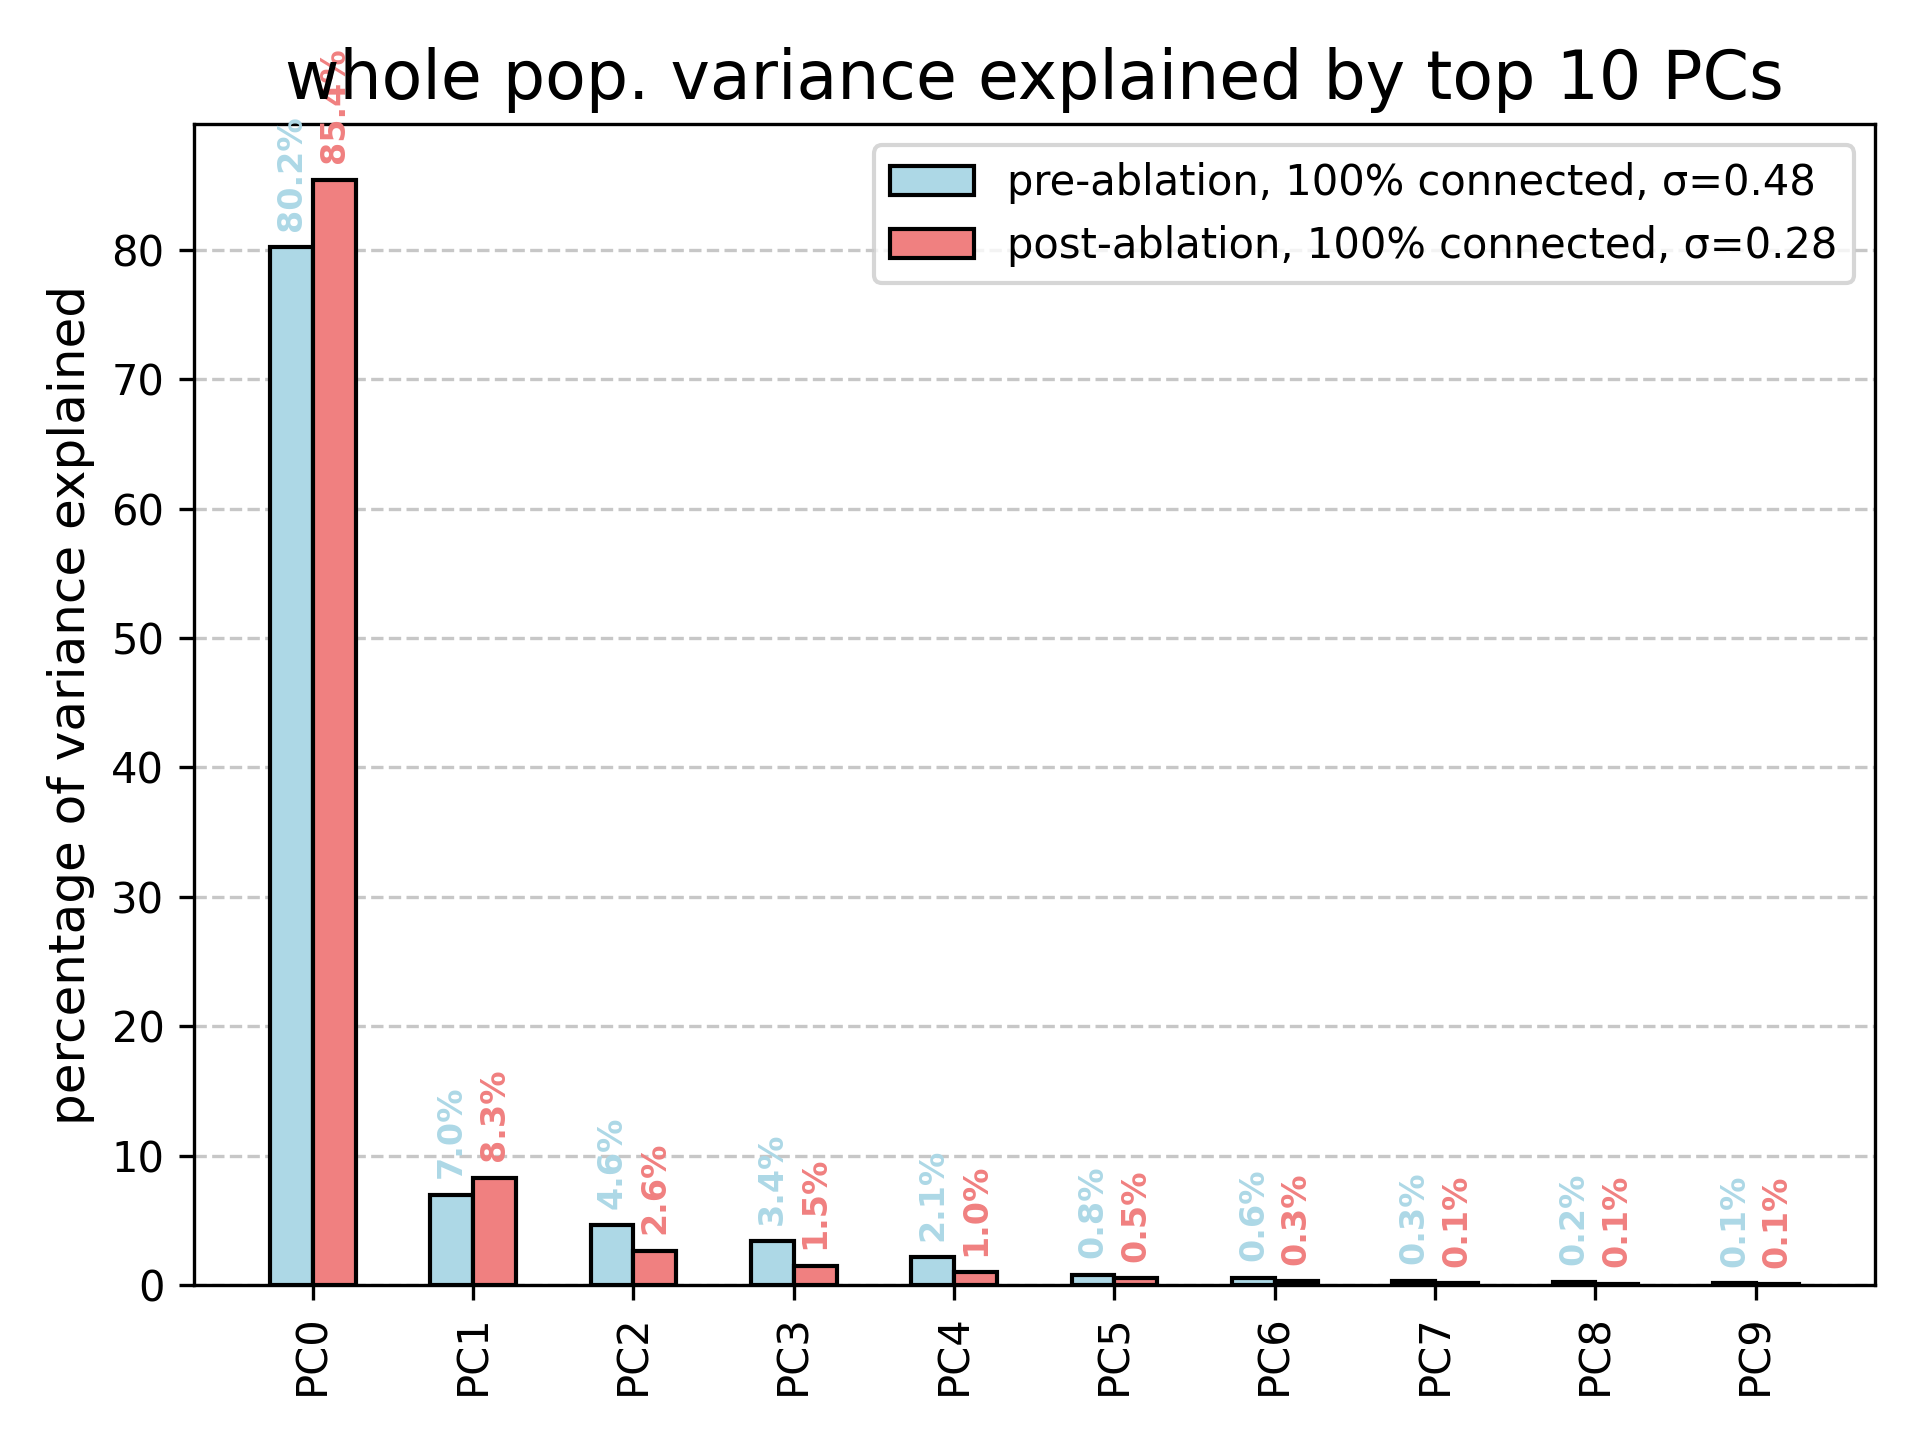 whole pop. variance explained by top 10 PCs
pre-ablation, 100% connected, σ=0.48
post-ablation, 100% connected, σ=0.28
percentage of variance explained
80
70
60
50
40
30
20
10
0
80.2%
85.4%
7.0%
8.3%
4.6%
2.6%
3.4%
1.5%
2.1%
1.0%
0.8%
0.5%
0.6%
0.3%
0.3%
0.1%
0.2%
0.1%
0.1%
0.1%
PC0
PC1
PC2
PC3
PC4
PC5
PC6
PC7
PC8
PC9